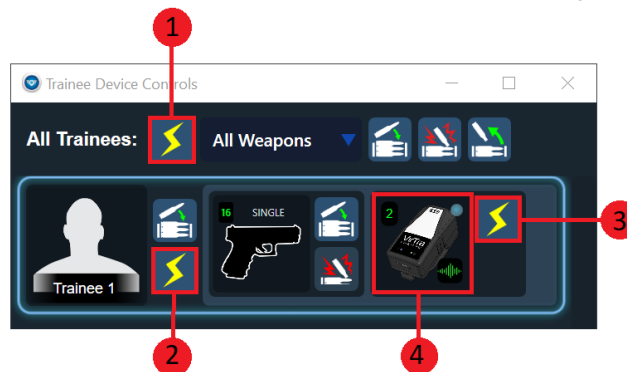 1
Trainee Device Controls
All Trainees:
All Weapons
16 SINGLE
2
3
Trainee 1
VirTra
2
4